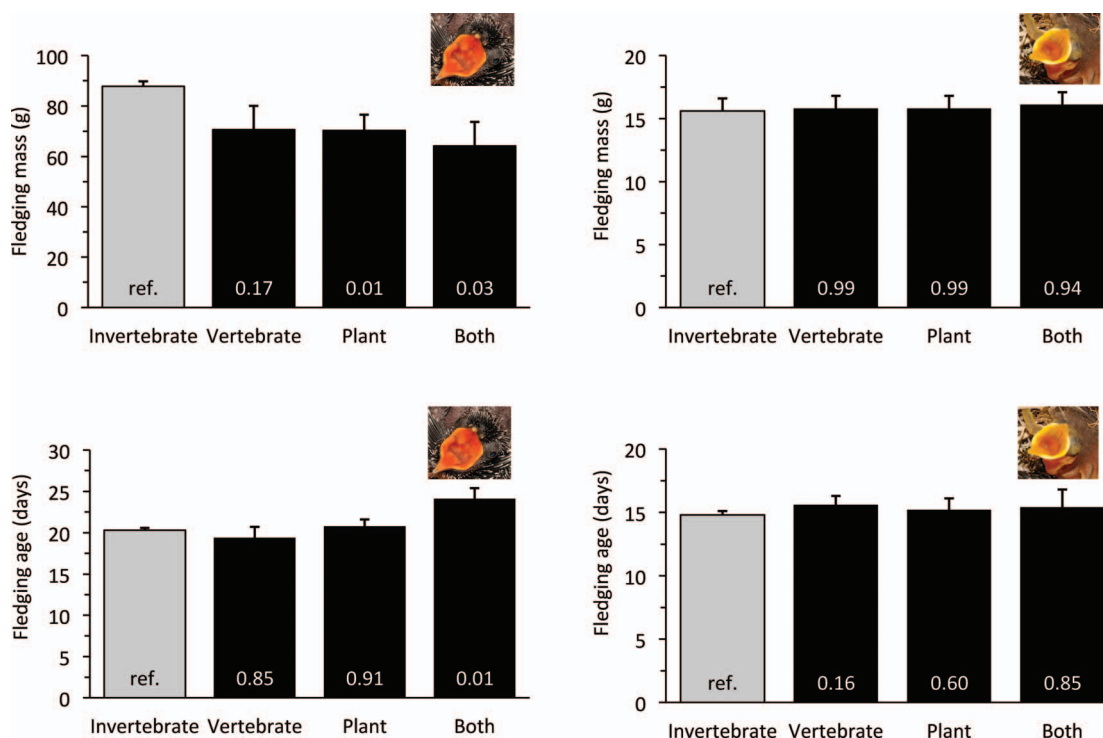 Fledging mass (g)
100
80
60
40
20
0
ref.
0.17
0.01
0.03
Invertebrate
Vertebrate
Plant
Both
Fledging mass (g)
20
15
10
5
0
ref.
0.99
0.99
0.94
Invertebrate
Vertebrate
Plant
Both
Fledging age (days)
30
25
20
15
10
5
0
ref.
0.85
0.91
0.01
Invertebrate
Vertebrate
Plant
Both
Fledging age (days)
20
15
10
5
0
ref.
0.16
0.60
0.85
Invertebrate
Vertebrate
Plant
Both